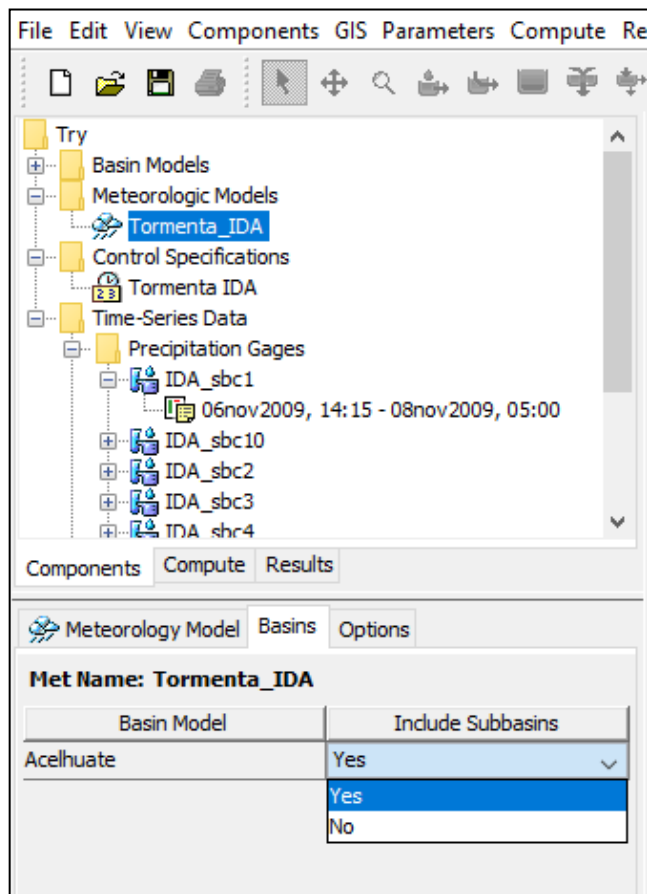 File Edit View Components GIS Parameters Compute Re
Try
Basin Models
Meteorologic Models
Tormenta_IDA
Control Specifications
Tormenta IDA
Time-Series Data
Precipitation Gages
IDA_sbc1
06nov2009, 14:15 - 08nov2009, 05:00
IDA_sbc10
IDA_sbc2
IDA_sbc3
IDA_sbc4
Components Compute Results
Meteorology Model Basins Options
Met Name: Tormenta_IDA
Basin Model Include Subbasins
Acelhuate Yes
Yes
No